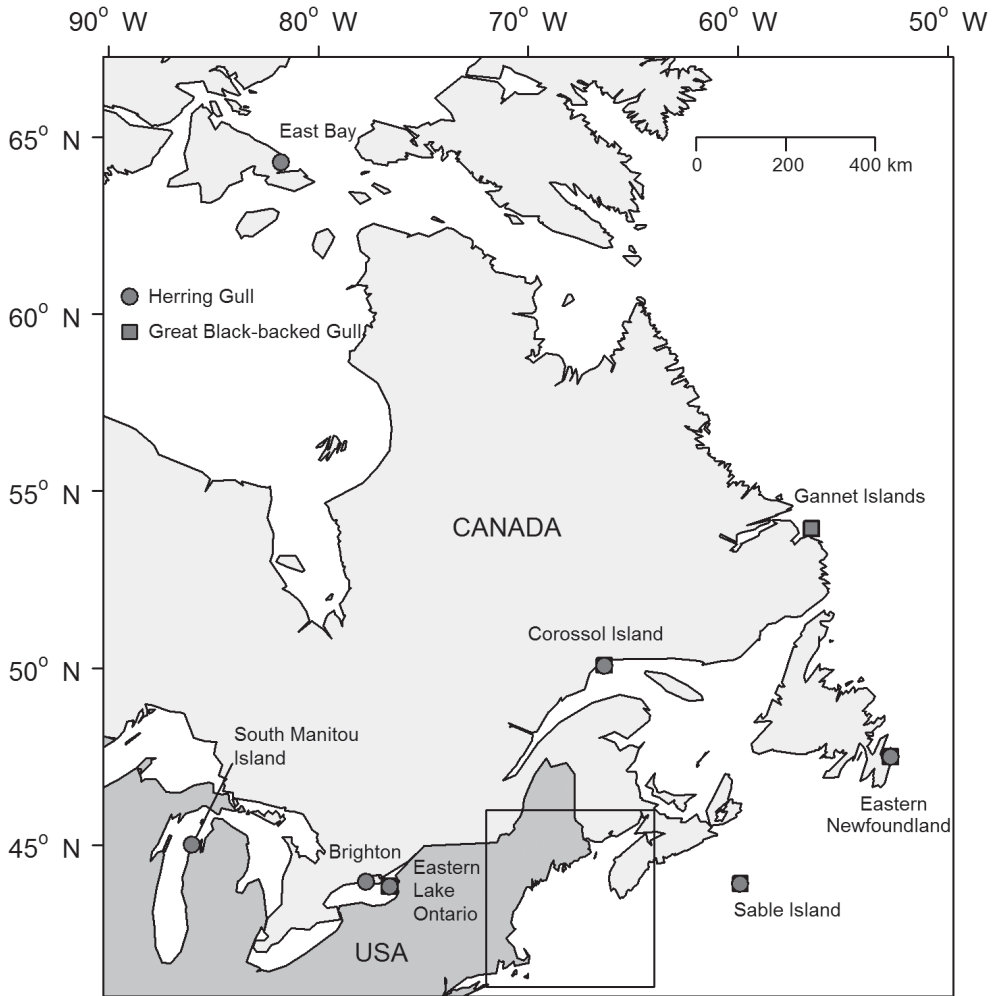 90° W
80° W
70° W
60° W
50° W
65° N
East Bay
0
200
400 km
Herring Gull
60° N
Great Black-backed Gull
55° N
Gannet Islands
CANADA
Corossol Island
50° N
South Manitou
Island
Eastern
Newfoundland
45° N
Brighton
Eastern
Lake
Ontario
Sable Island
USA